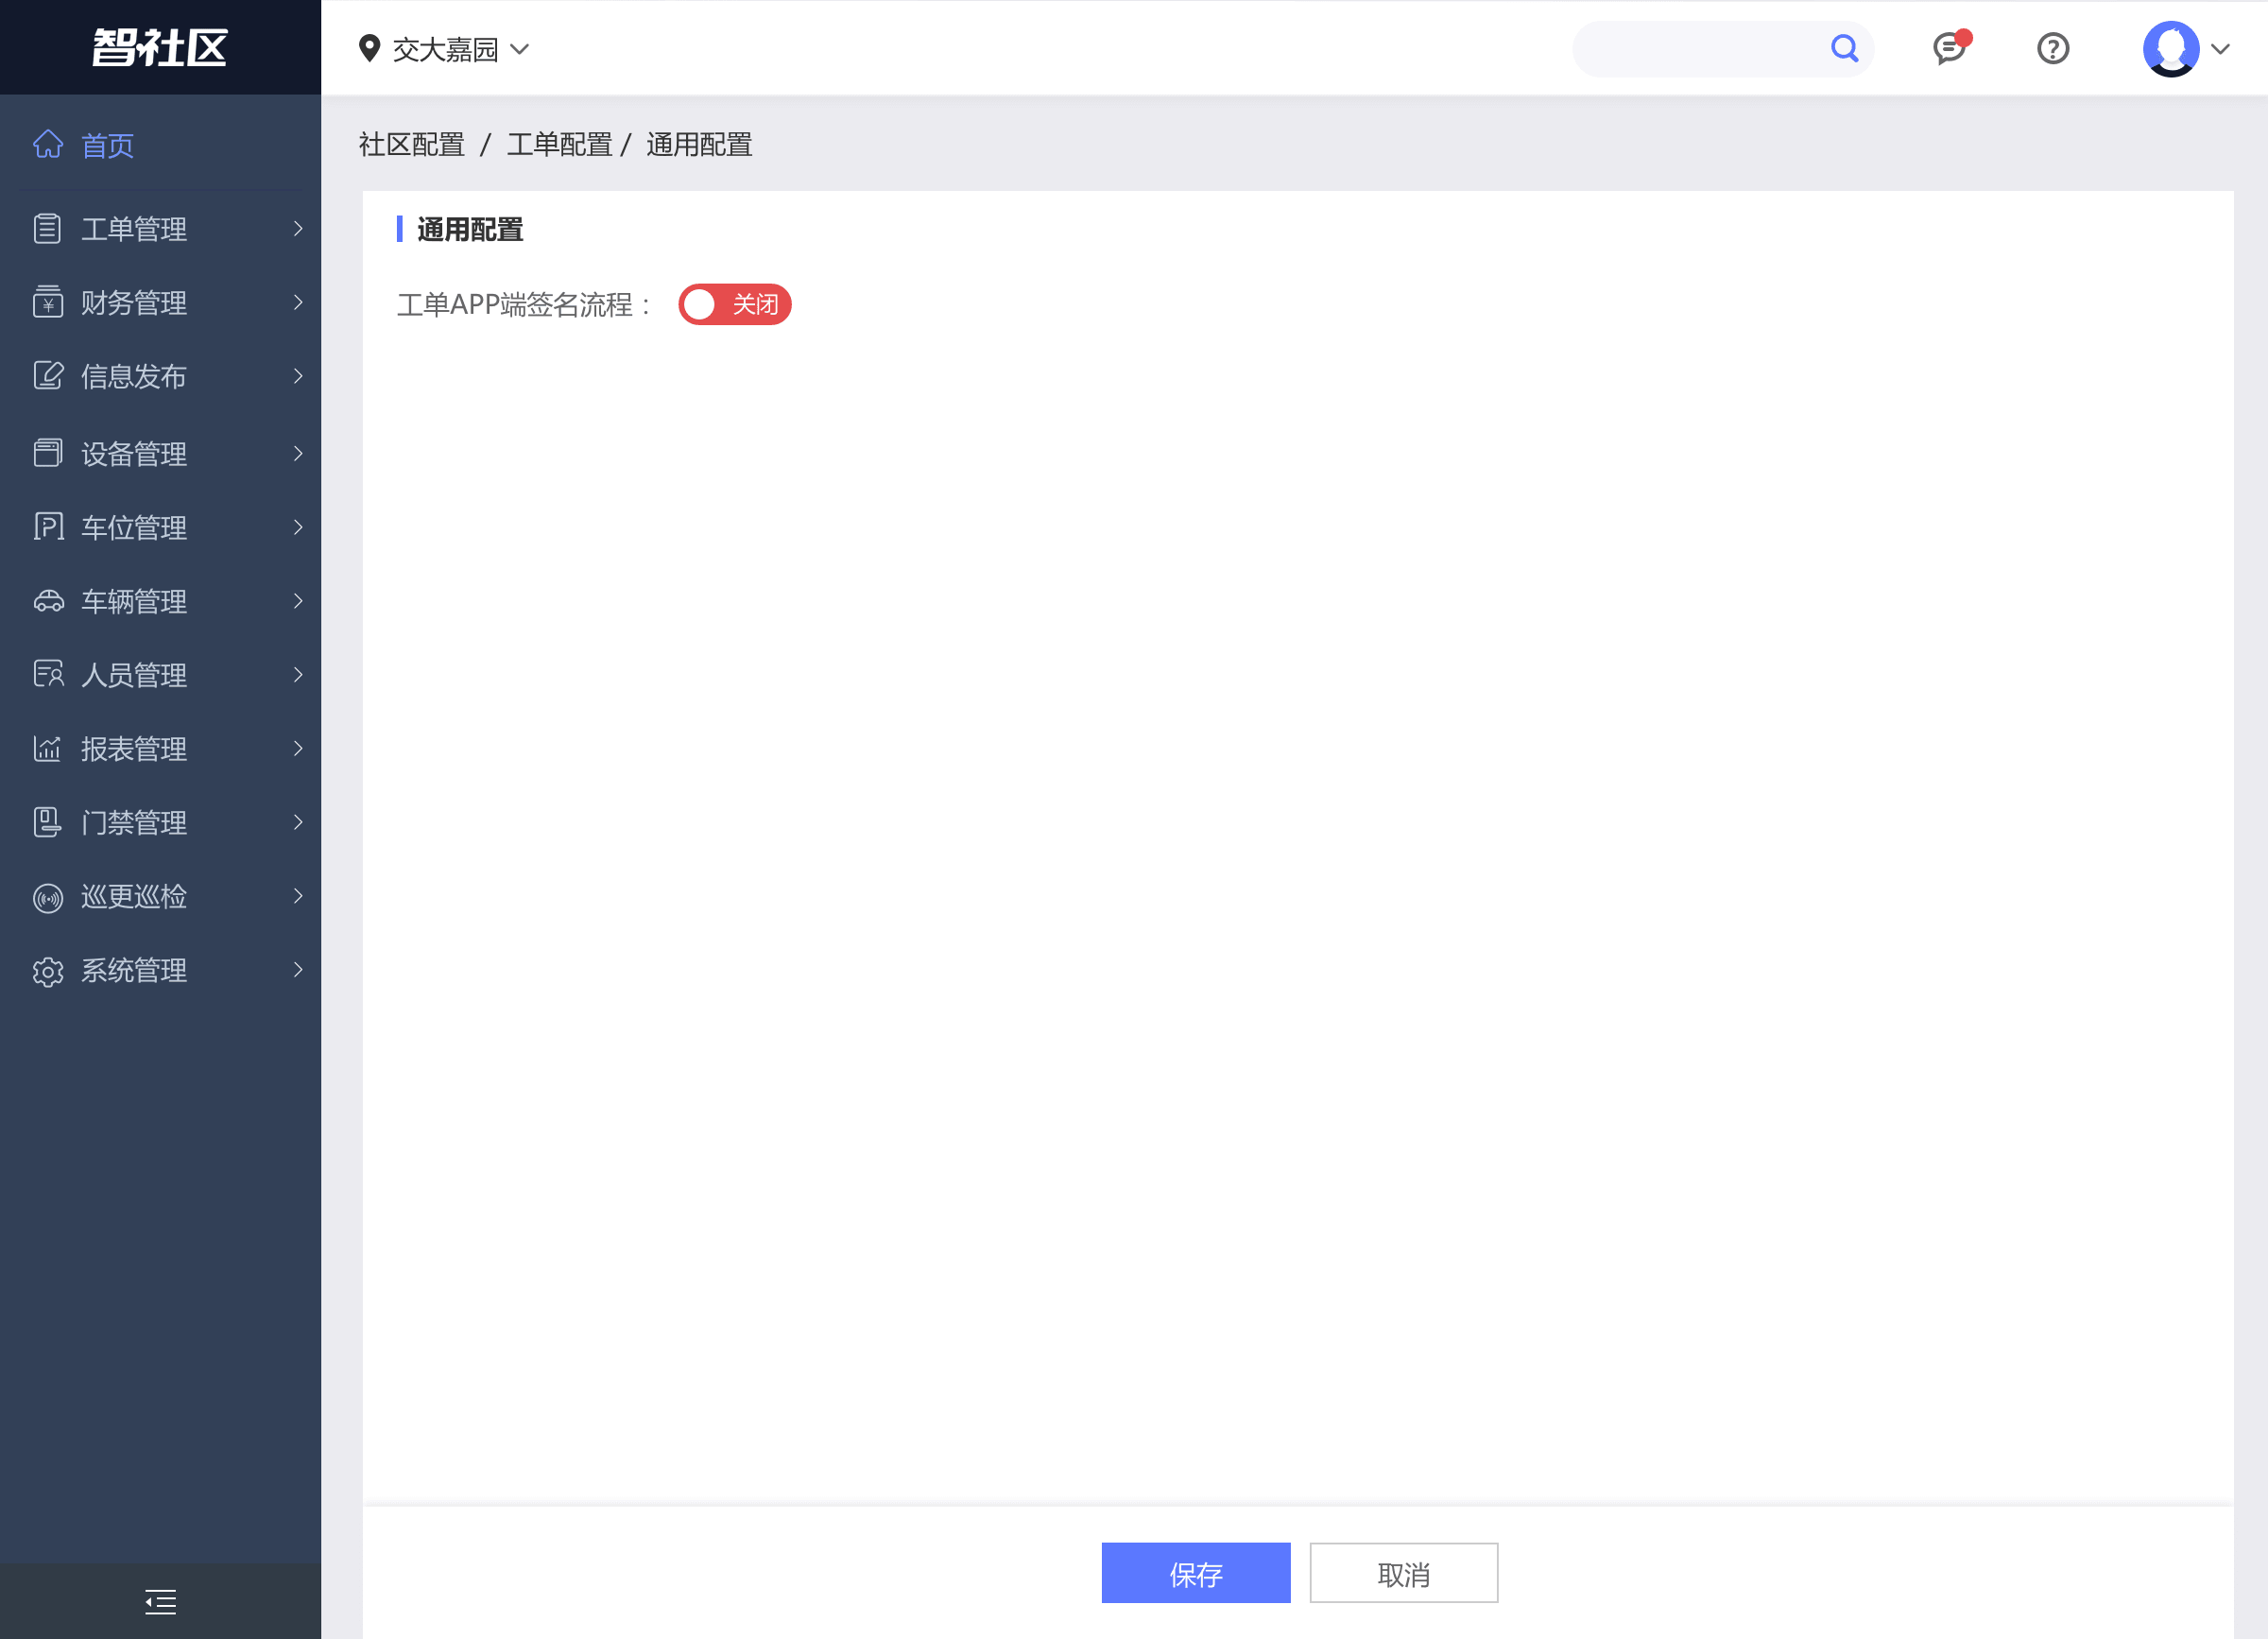 智社区
交大嘉园
首页
工单管理
财务管理
信息发布
设备管理
车位管理
车辆管理
人员管理
报表管理
门禁管理
巡更巡检
系统管理
社区配置 / 工单配置 / 通用配置
通用配置
工单APP端签名流程： 关闭
保存 取消